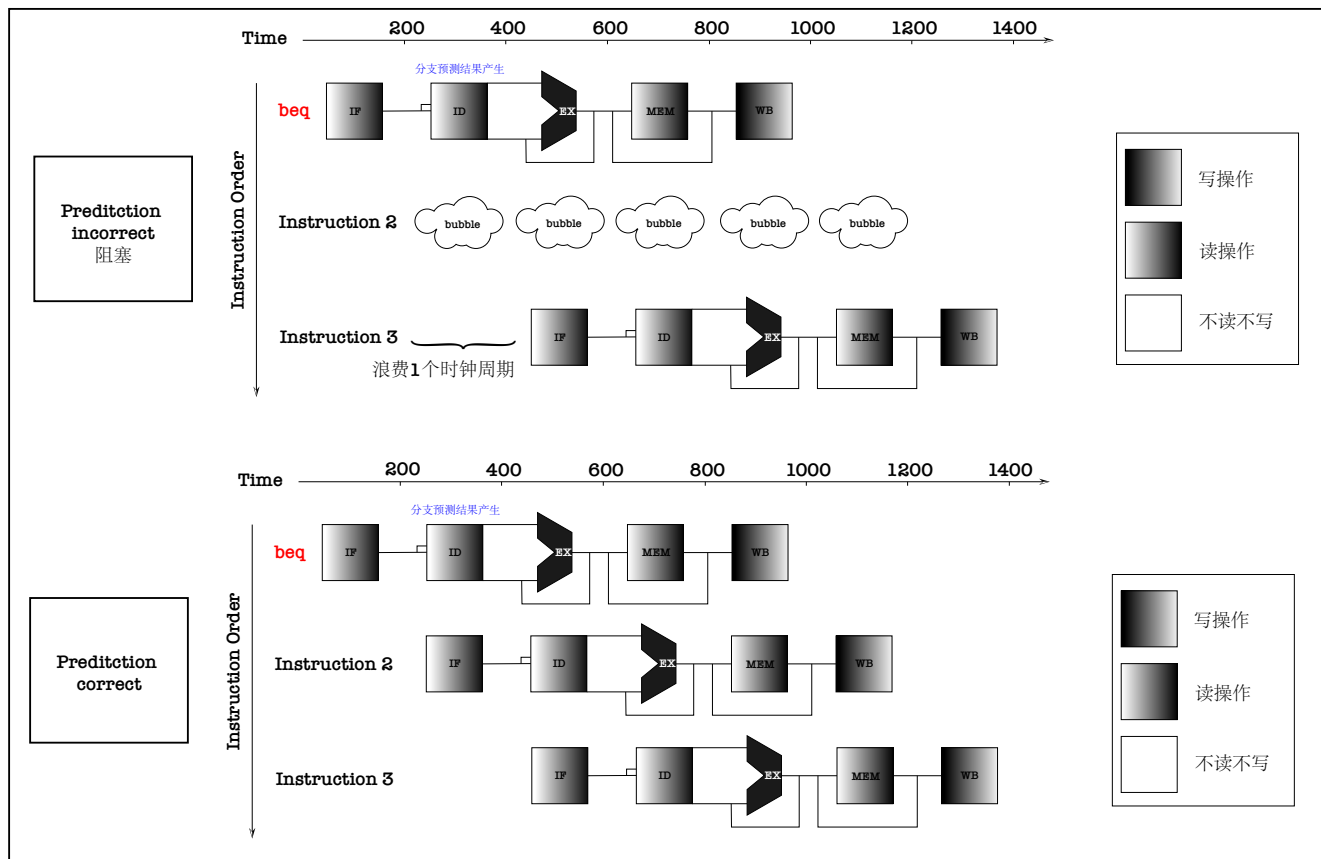 Time 200 400 600 800 1000 1200 1400
分支预测结果产生
beq IF ID EX MEM WB
Preditction
incorrect
阻塞
Instruction Order
Instruction 2 bubble bubble bubble bubble bubble
Instruction 3 IF ID EX MEM WB
浪费1个时钟周期
写操作
读操作
不读不写
Time 200 400 600 800 1000 1200 1400
分支预测结果产生
beq IF ID EX MEM WB
Preditction
correct
Instruction Order
Instruction 2 IF ID EX MEM WB
Instruction 3 IF ID EX MEM WB
写操作
读操作
不读不写